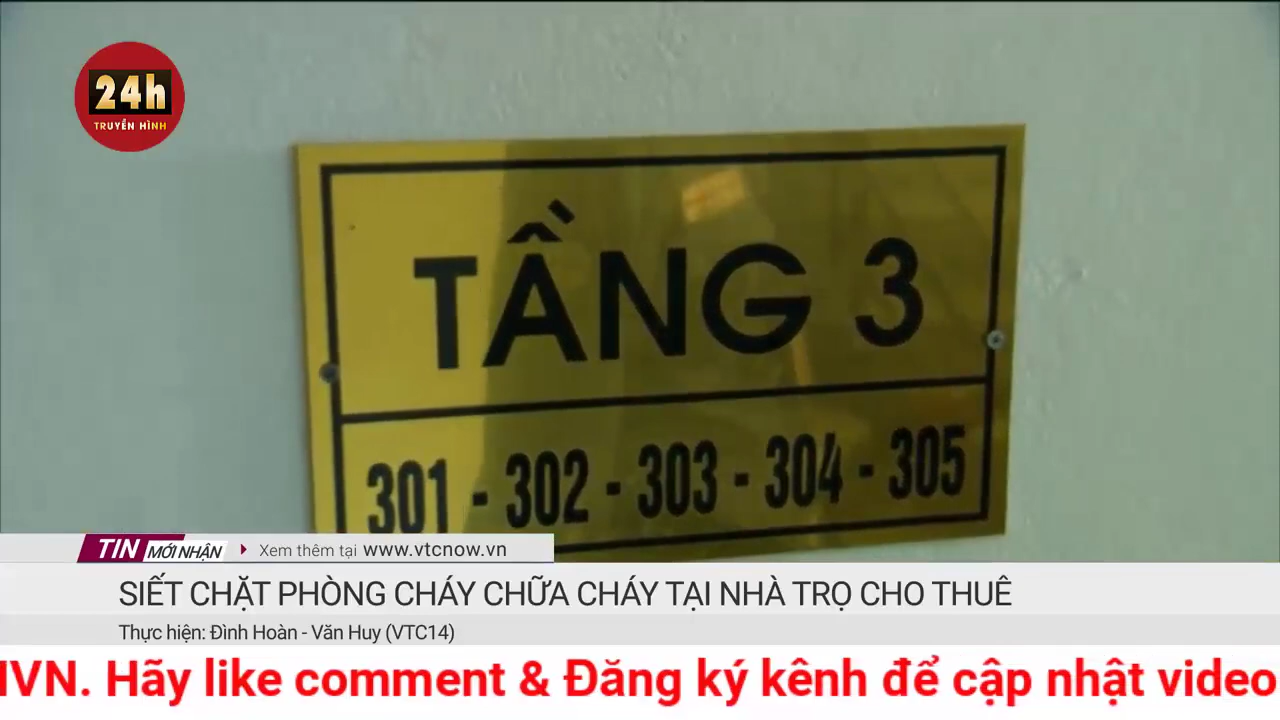 24h
TRUYỀN HÌNH
TẦNG 3
301 - 302 - 303 - 304 - 305
TIN MỚI NHẬN Xem thêm tại www.vtcnow.vn
SIẾT CHẶT PHÒNG CHÁY CHỮA CHÁY TẠI NHÀ TRỌ CHO THUÊ
Thực hiện: Đình Hoàn - Văn Huy (VTC14)
IVN. Hãy like comment & Đăng ký kênh để cập nhật video